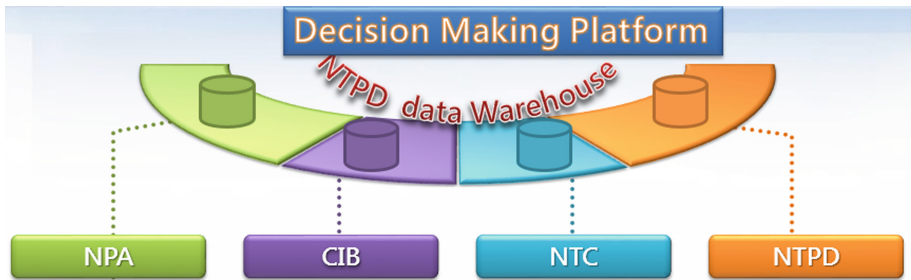 Decision Making Platform
NTPD data Warehouse
NPA
CIB
NTC
NTPD